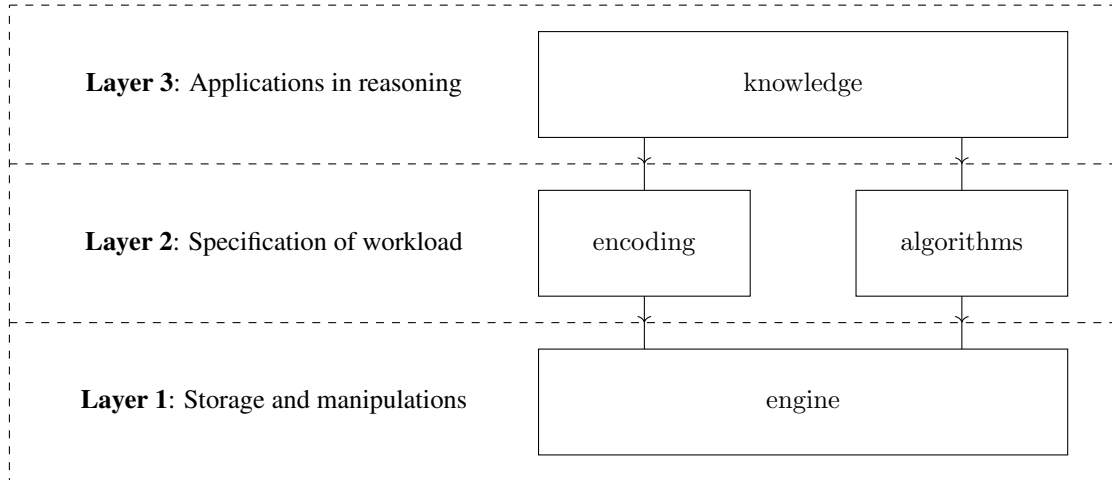 Layer 3: Applications in reasoning
knowledge
Layer 2: Specification of workload
encoding
algorithms
Layer 1: Storage and manipulations
engine